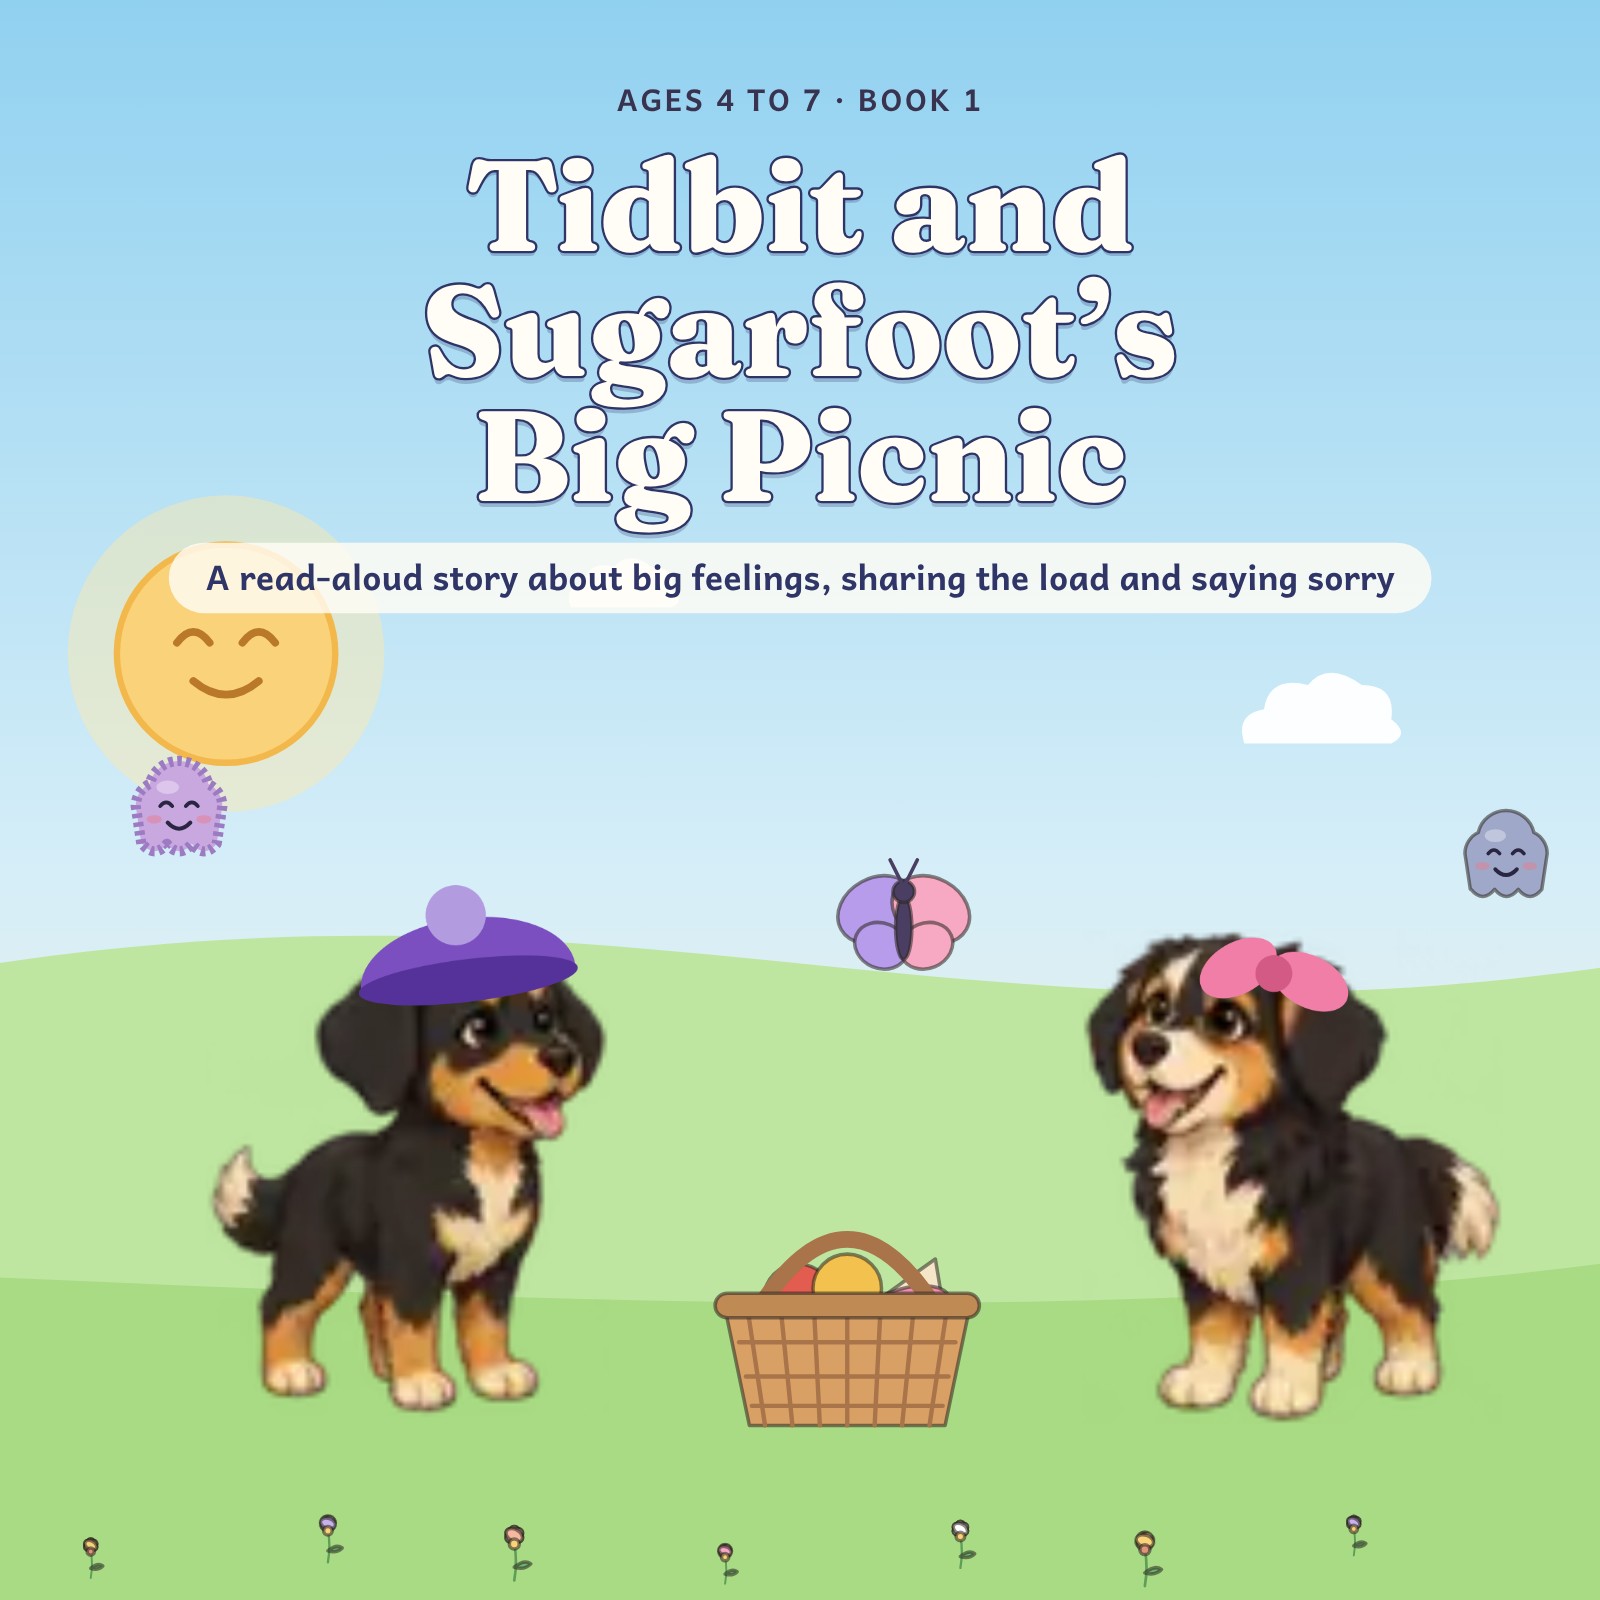 AGES 4 TO 7 · BOOK 1
Tidbit and
Sugarfoot’s
Big Picnic
A read-aloud story about big feelings, sharing the load and saying sorry